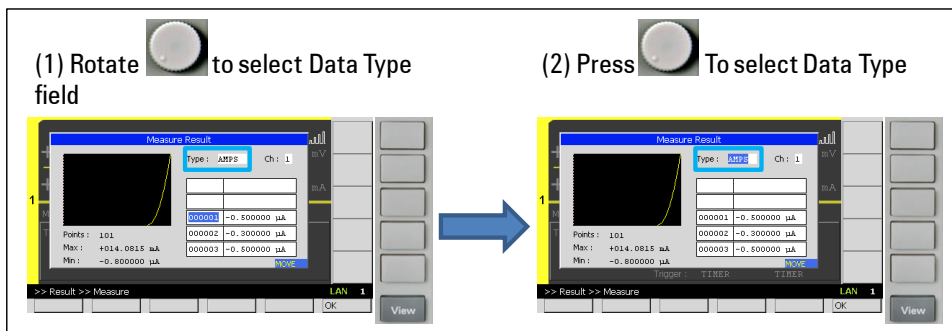 (1) Rotate to select Data Type
field
Measure Result
Type : AMPS Ch : 1
mV
mA
1
000001 -0.500000 µA
000002 -0.300000 µA
000003 -0.500000 µA
Points : 101
Max : +014.0815 mA
Min : -0.800000 µA
MOVE
>> Result >> Measure LAN 1
OK
View
(2) Press To select Data Type
Measure Result
Type : AMPS Ch : 1
mV
mA
1
000001 -0.500000 µA
000002 -0.300000 µA
000003 -0.500000 µA
Points : 101
Max : +014.0815 mA
Min : -0.800000 µA
MOVE
Trigger : TIMER TIMER
>> Result >> Measure LAN 1
OK
View